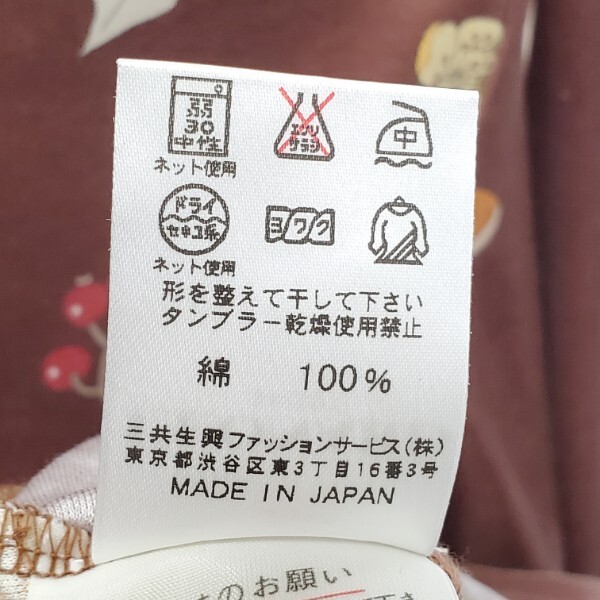 弱
30
中性
ネット使用
エンソ
サラシ
中
ドライ
セキユ系
ネット使用
ヨワク
形を整えて干して下さい
タンブラー乾燥使用禁止
綿 100%
三共生興ファッションサービス(株)
東京都渋谷区東3丁目16番3号
MADE IN JAPAN
のお願い